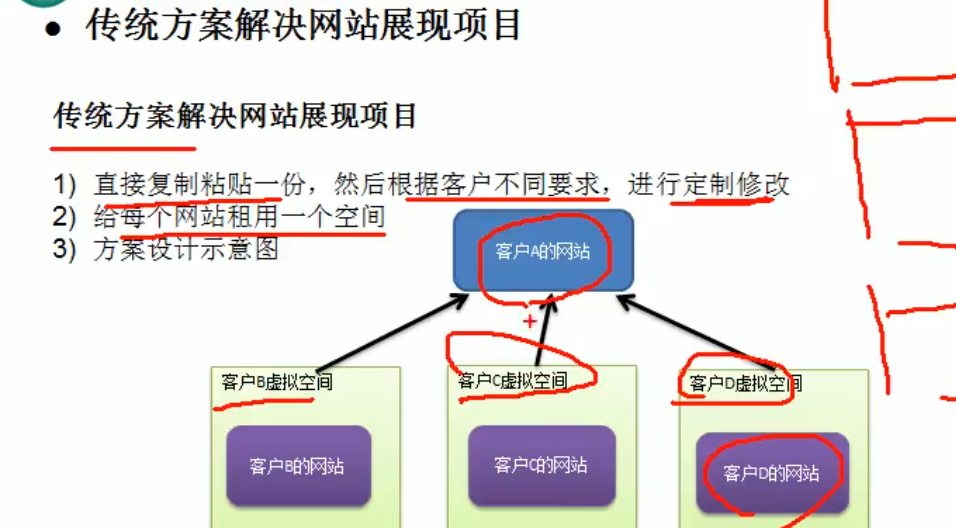 ● 传统方案解决网站展现项目
传统方案解决网站展现项目
1) 直接复制粘贴一份，然后根据客户不同要求，进行定制修改
2) 给每个网站租用一个空间
3) 方案设计示意图
客户A的网站
客户B虚拟空间
客户C虚拟空间
客户D虚拟空间
客户B的网站
客户C的网站
客户D的网站